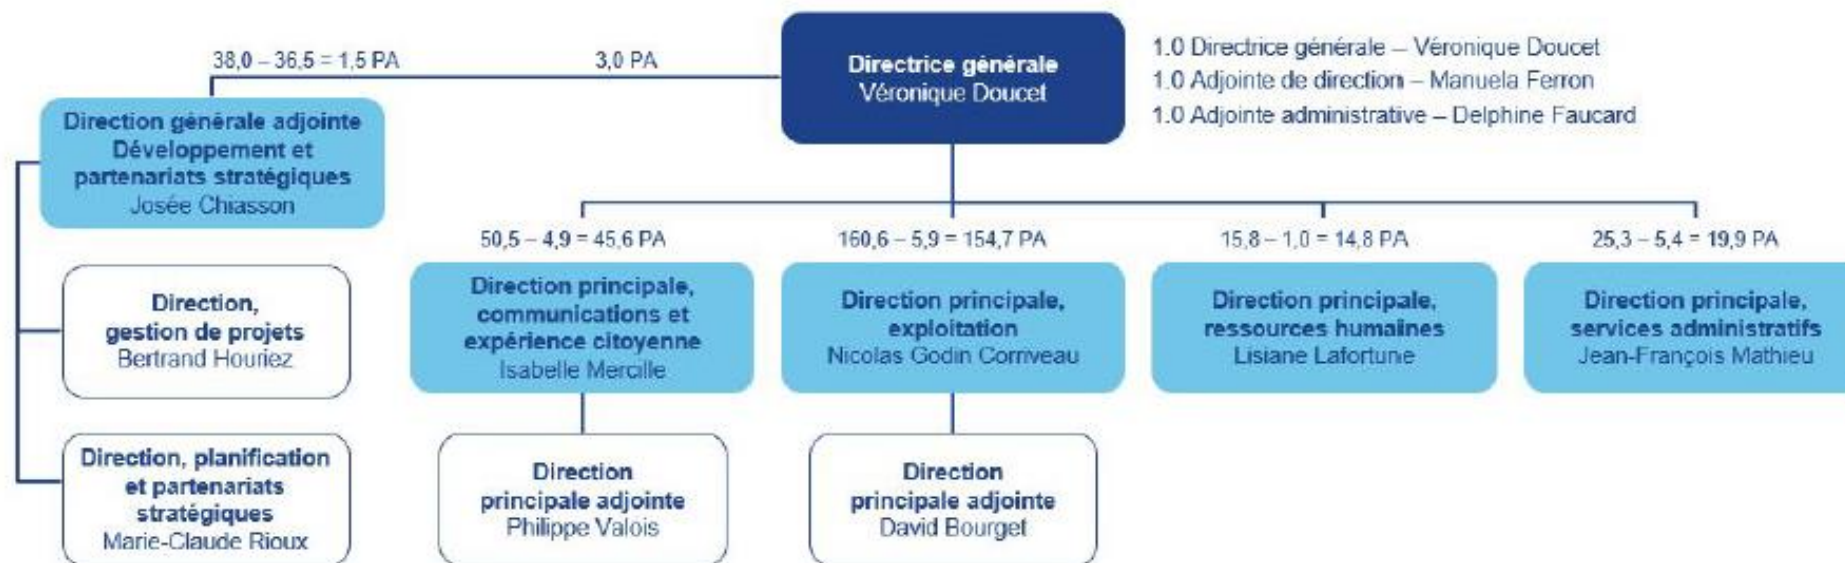 38,0 – 36,5 = 1,5 PA
3,0 PA
Directrice générale
Véronique Doucet
1.0 Directrice générale – Véronique Doucet
1.0 Adjointe de direction – Manuela Ferron
1.0 Adjointe administrative – Delphine Faucard
Direction générale adjointe
Développement et
partenariats stratégiques
Josée Chiasson
Direction,
gestion de projets
Bertrand Houriez
Direction, planification
et partenariats
stratégiques
Marie-Claude Rioux
50,5 – 4,9 = 45,6 PA
Direction principale,
communications et
expérience citoyenne
Isabelle Mercille
Direction
principale adjointe
Philippe Valois
160,6 – 5,9 = 154,7 PA
Direction principale,
exploitation
Nicolas Godin Corriveau
Direction
principale adjointe
David Bourget
15,8 – 1,0 = 14,8 PA
Direction principale,
ressources humaines
Lisiane Lafortune
25,3 – 5,4 = 19,9 PA
Direction principale,
services administratifs
Jean-François Mathieu